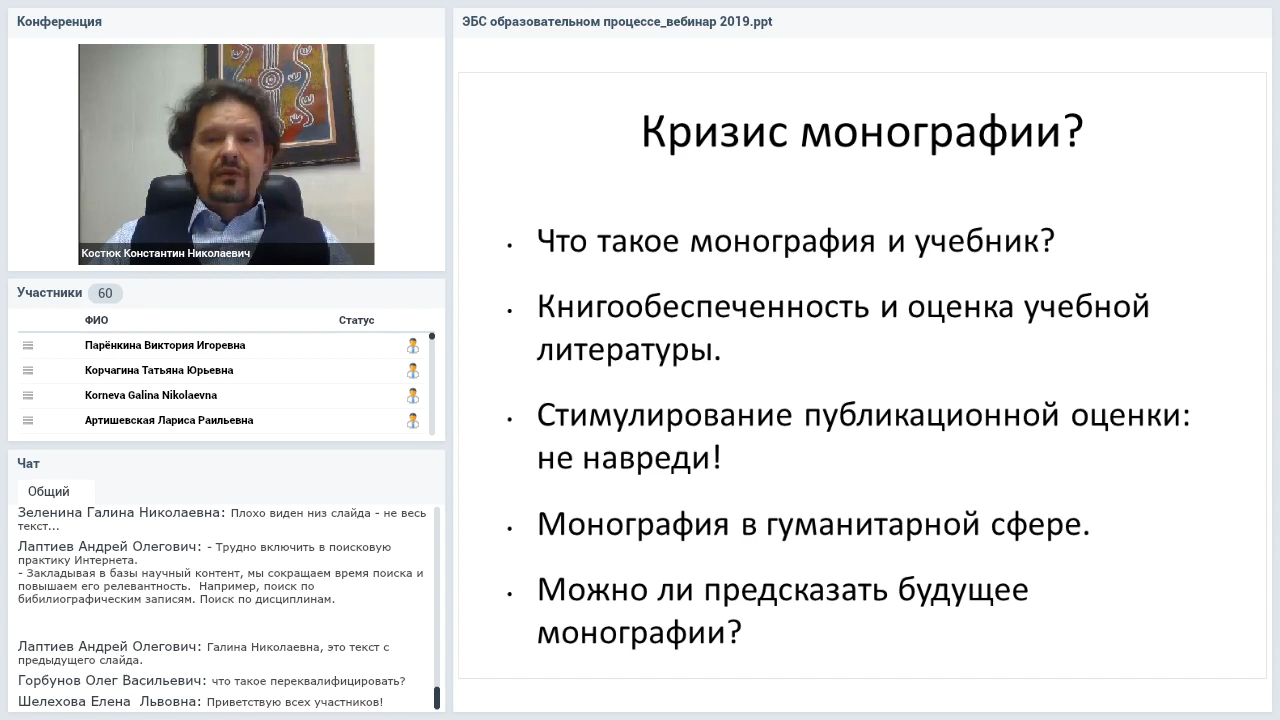 Конференция
Костюк Константин Николаевич
Участники 60
ФИО Статус
Парёнкина Виктория Игоревна
Корчагина Татьяна Юрьевна
Korneva Galina Nikolaevna
Артишевская Лариса Раильевна
Чат
Общий
Зеленина Галина Николаевна: Плохо виден низ слайда - не весь
текст...
Лаптиев Андрей Олегович: - Трудно включить в поисковую
практику Интернета.
- Закладывая в базы научный контент, мы сокращаем время поиска и
повышаем его релевантность. Например, поиск по
бибилиографическим записям. Поиск по дисциплинам.
Лаптиев Андрей Олегович: Галина Николаевна, это текст с
предыдущего слайда.
Горбунов Олег Васильевич: что такое переквалифицировать?
Шелехова Елена Львовна: Приветствую всех участников!
ЭБС образовательном процессе_вебинар 2019.ppt
Кризис монографии?
• Что такое монография и учебник?
• Книгообеспеченность и оценка учебной
литературы.
• Стимулирование публикационной оценки:
не навреди!
• Монография в гуманитарной сфере.
• Можно ли предсказать будущее
монографии?